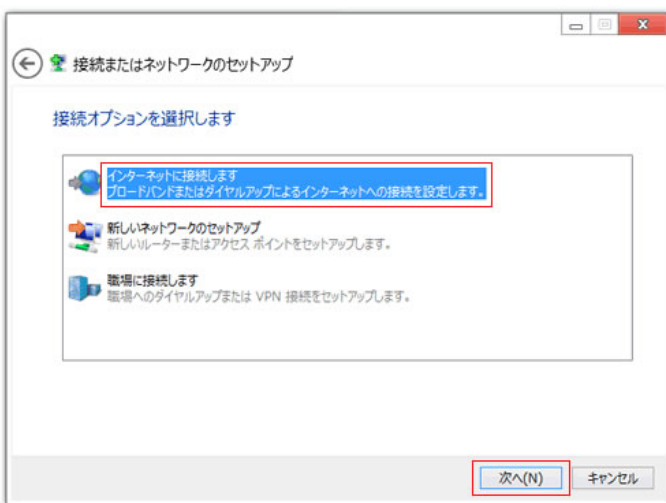 接続またはネットワークのセットアップ
接続オプションを選択します
インターネットに接続します
ブロードバンドまたはダイヤルアップによるインターネットへの接続を設定します。
新しいネットワークのセットアップ
新しいルーターまたはアクセス ポイントをセットアップします。
職場に接続します
職場へのダイヤルアップまたは VPN 接続をセットアップします。
次へ(N)
キャンセル